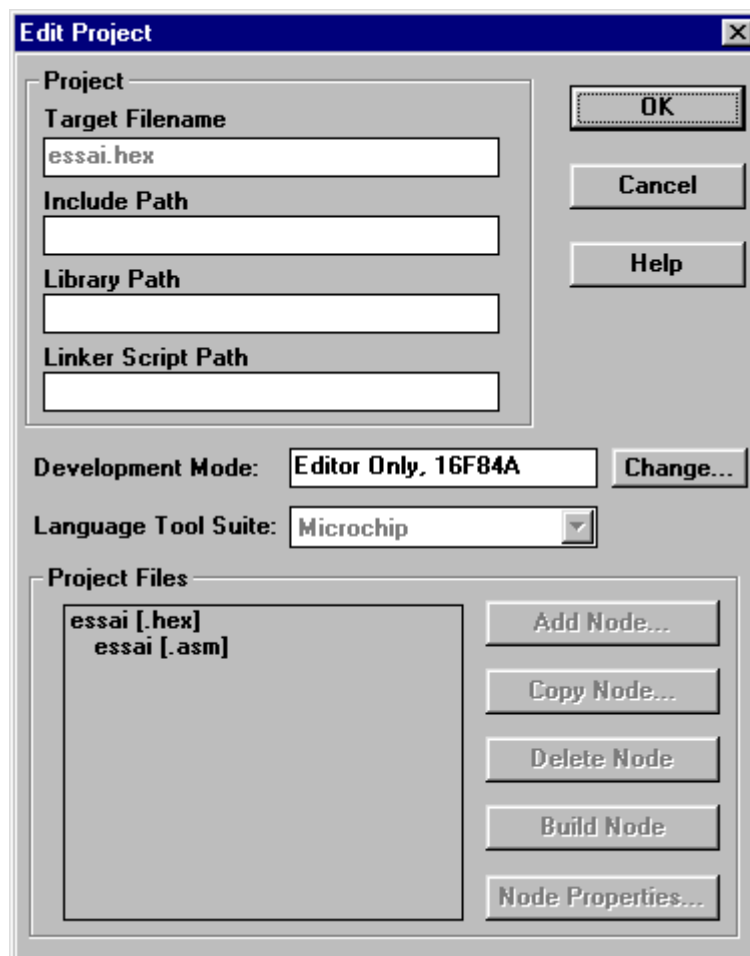 Edit Project
Project
Target Filename
essai.hex
Include Path
Library Path
Linker Script Path
OK
Cancel
Help
Development Mode: Editor Only, 16F84A Change...
Language Tool Suite: Microchip
Project Files
essai [.hex]
essai [.asm]
Add Node...
Copy Node...
Delete Node
Build Node
Node Properties...